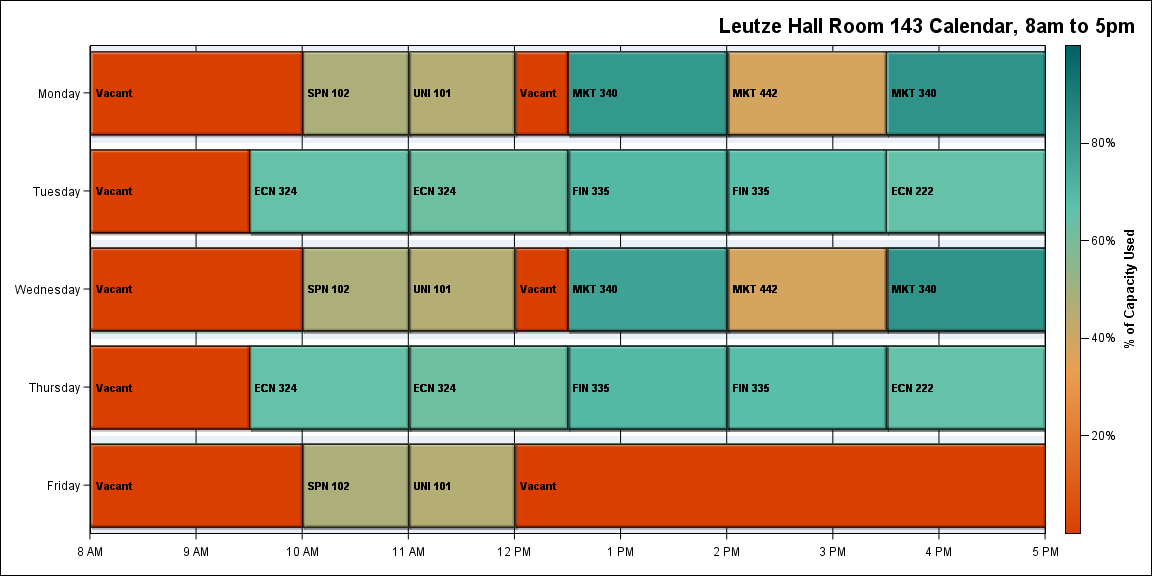 Leutze Hall Room 143 Calendar, 8am to 5pm
Monday
Vacant
SPN 102
UNI 101
Vacant
MKT 340
MKT 442
MKT 340
Tuesday
Vacant
ECN 324
ECN 324
FIN 335
FIN 335
ECN 222
Wednesday
Vacant
SPN 102
UNI 101
Vacant
MKT 340
MKT 442
MKT 340
Thursday
Vacant
ECN 324
ECN 324
FIN 335
FIN 335
ECN 222
Friday
Vacant
SPN 102
UNI 101
Vacant
8 AM
9 AM
10 AM
11 AM
12 PM
1 PM
2 PM
3 PM
4 PM
5 PM
80%
60%
40%
20%
% of Capacity Used